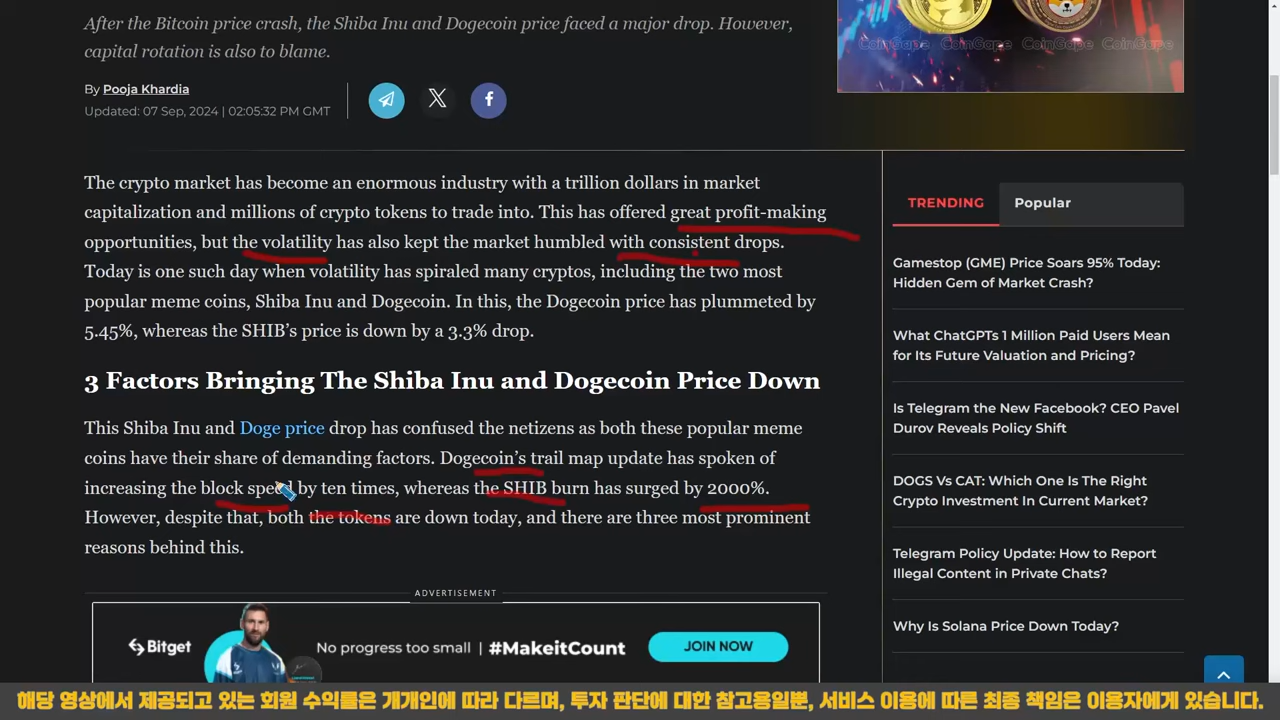 After the Bitcoin price crash, the Shiba Inu and Dogecoin price faced a major drop. However,
capital rotation is also to blame.
By Pooja Khardia
Updated: 07 Sep, 2024 | 02:05:32 PM GMT
CoinGape CoinGape CoinGape CoinGape
The crypto market has become an enormous industry with a trillion dollars in market
capitalization and millions of crypto tokens to trade into. This has offered great profit-making
opportunities, but the volatility has also kept the market humbled with consistent drops.
Today is one such day when volatility has spiraled many cryptos, including the two most
popular meme coins, Shiba Inu and Dogecoin. In this, the Dogecoin price has plummeted by
5.45%, whereas the SHIB's price is down by a 3.3% drop.
3 Factors Bringing The Shiba Inu and Dogecoin Price Down
This Shiba Inu and Doge price drop has confused the netizens as both these popular meme
coins have their share of demanding factors. Dogecoin's trail map update has spoken of
increasing the block speed by ten times, whereas the SHIB burn has surged by 2000%.
However, despite that, both the tokens are down today, and there are three most prominent
reasons behind this.
ADVERTISEMENT
Bitget
No progress too small | #MakeitCount
JOIN NOW
TRENDING
Popular
Gamestop (GME) Price Soars 95% Today:
Hidden Gem of Market Crash?
What ChatGPTs 1 Million Paid Users Mean
for Its Future Valuation and Pricing?
Is Telegram the New Facebook? CEO Pavel
Durov Reveals Policy Shift
DOGS Vs CAT: Which One Is The Right
Crypto Investment In Current Market?
Telegram Policy Update: How to Report
Illegal Content in Private Chats?
Why Is Solana Price Down Today?
해당 영상에서 제공되고 있는 회원 수익률은 개개인에 따라 다르며, 투자 판단에 대한 참고용일뿐, 서비스 이용에 따른 최종 책임은 이용자에게 있습니다.